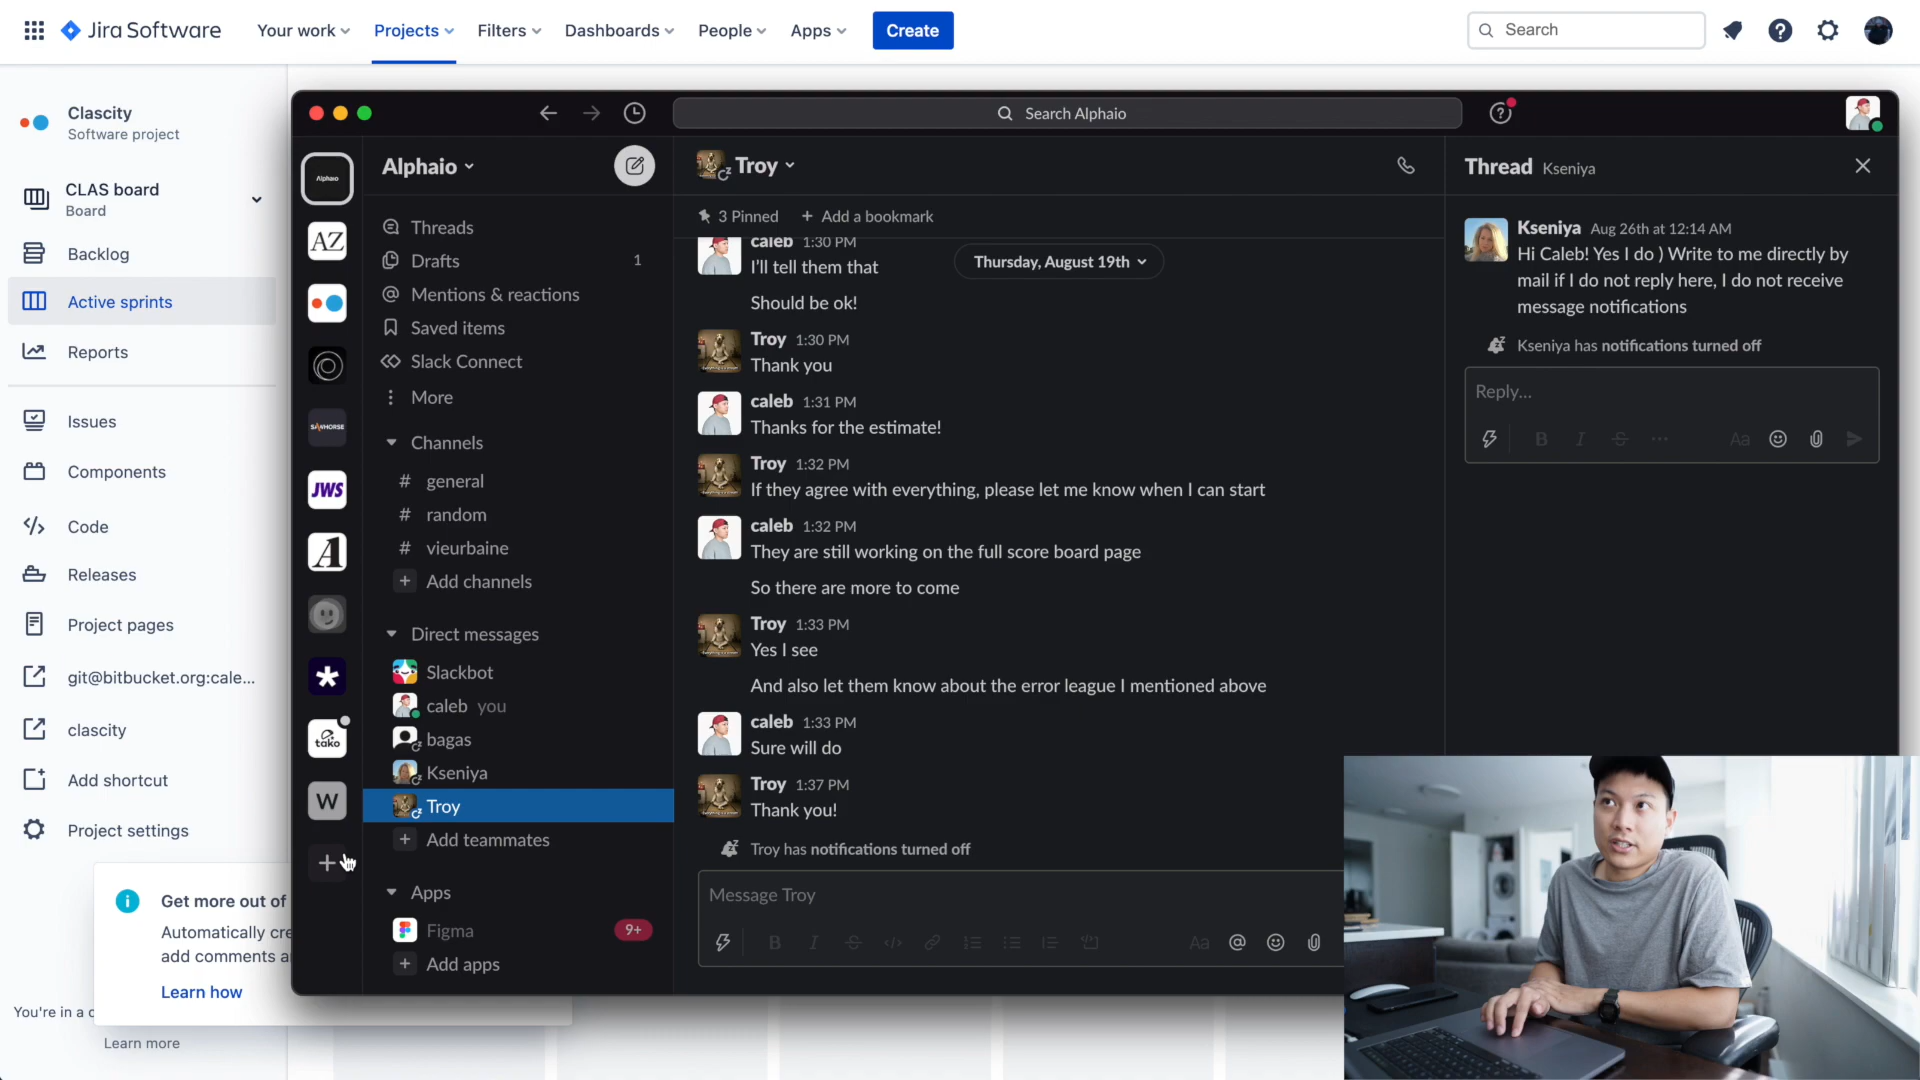 Jira Software
Your work
Projects
Filters
Dashboards
People
Apps
Create
Search
Clascity
Software project
CLAS board
Board
Backlog
Active sprints
Reports
Issues
Components
Code
Releases
Project pages
git@bitbucket.org:cale...
clascity
Add shortcut
Project settings
Get more out of
Automatically cre
add comments a
Learn how
You're in a c
Learn more
Search Alphaio
Alphaio
AZ
SAWHORSE
JWS
A
tako
W
Alphaio
Threads
Drafts 1
Mentions & reactions
Saved items
Slack Connect
More
Channels
# general
# random
# vieurbaine
+ Add channels
Direct messages
Slackbot
caleb you
bagas
Kseniya
Troy
+ Add teammates
Apps
Figma 9+
+ Add apps
Troy
3 Pinned + Add a bookmark
caleb 1:30 PM
Thursday, August 19th
I'll tell them that
Should be ok!
Troy 1:30 PM
Thank you
caleb 1:31 PM
Thanks for the estimate!
Troy 1:32 PM
If they agree with everything, please let me know when I can start
caleb 1:32 PM
They are still working on the full score board page
So there are more to come
Troy 1:33 PM
Yes I see
And also let them know about the error league I mentioned above
caleb 1:33 PM
Sure will do
Troy 1:37 PM
Thank you!
Troy has notifications turned off
Message Troy
B I S Aa @
Thread Kseniya
Kseniya Aug 26th at 12:14 AM
Hi Caleb! Yes I do ) Write to me directly by
mail if I do not reply here, I do not receive
message notifications
Kseniya has notifications turned off
Reply...
B I S ... Aa